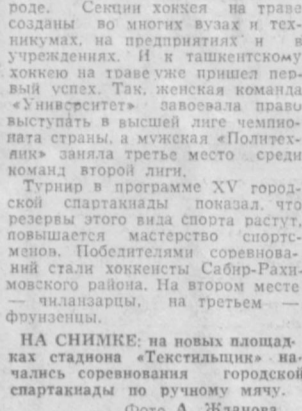 роде. Секции хоккея на траве
созданы во многих вузах и тех-
никумах, на предприятиях и в
учреждениях. И к ташкентскому
хоккею на траве уже пришел пер-
вый успех. Так, женская команда
«Университет» завоевала право
выступать в высшей лиге чемпио-
ната страны, а мужская «Политех-
ник» заняла третье место среди
команд второй лиги.
Турнир в программе XV город-
ской спартакиады показал, что
резервы этого вида спорта растут,
повышается мастерство спортс-
менов. Победителями соревнова-
ний стали хоккеисты Сабир-Рахи-
мовского района. На втором месте
— чиланзарцы, на третьем —
фрунзенцы.
НА СНИМКЕ: на новых площад-
ках стадиона «Текстильщик» на-
чались соревнования городской
спартакиады по ручному мячу.
Фото А. Жданова